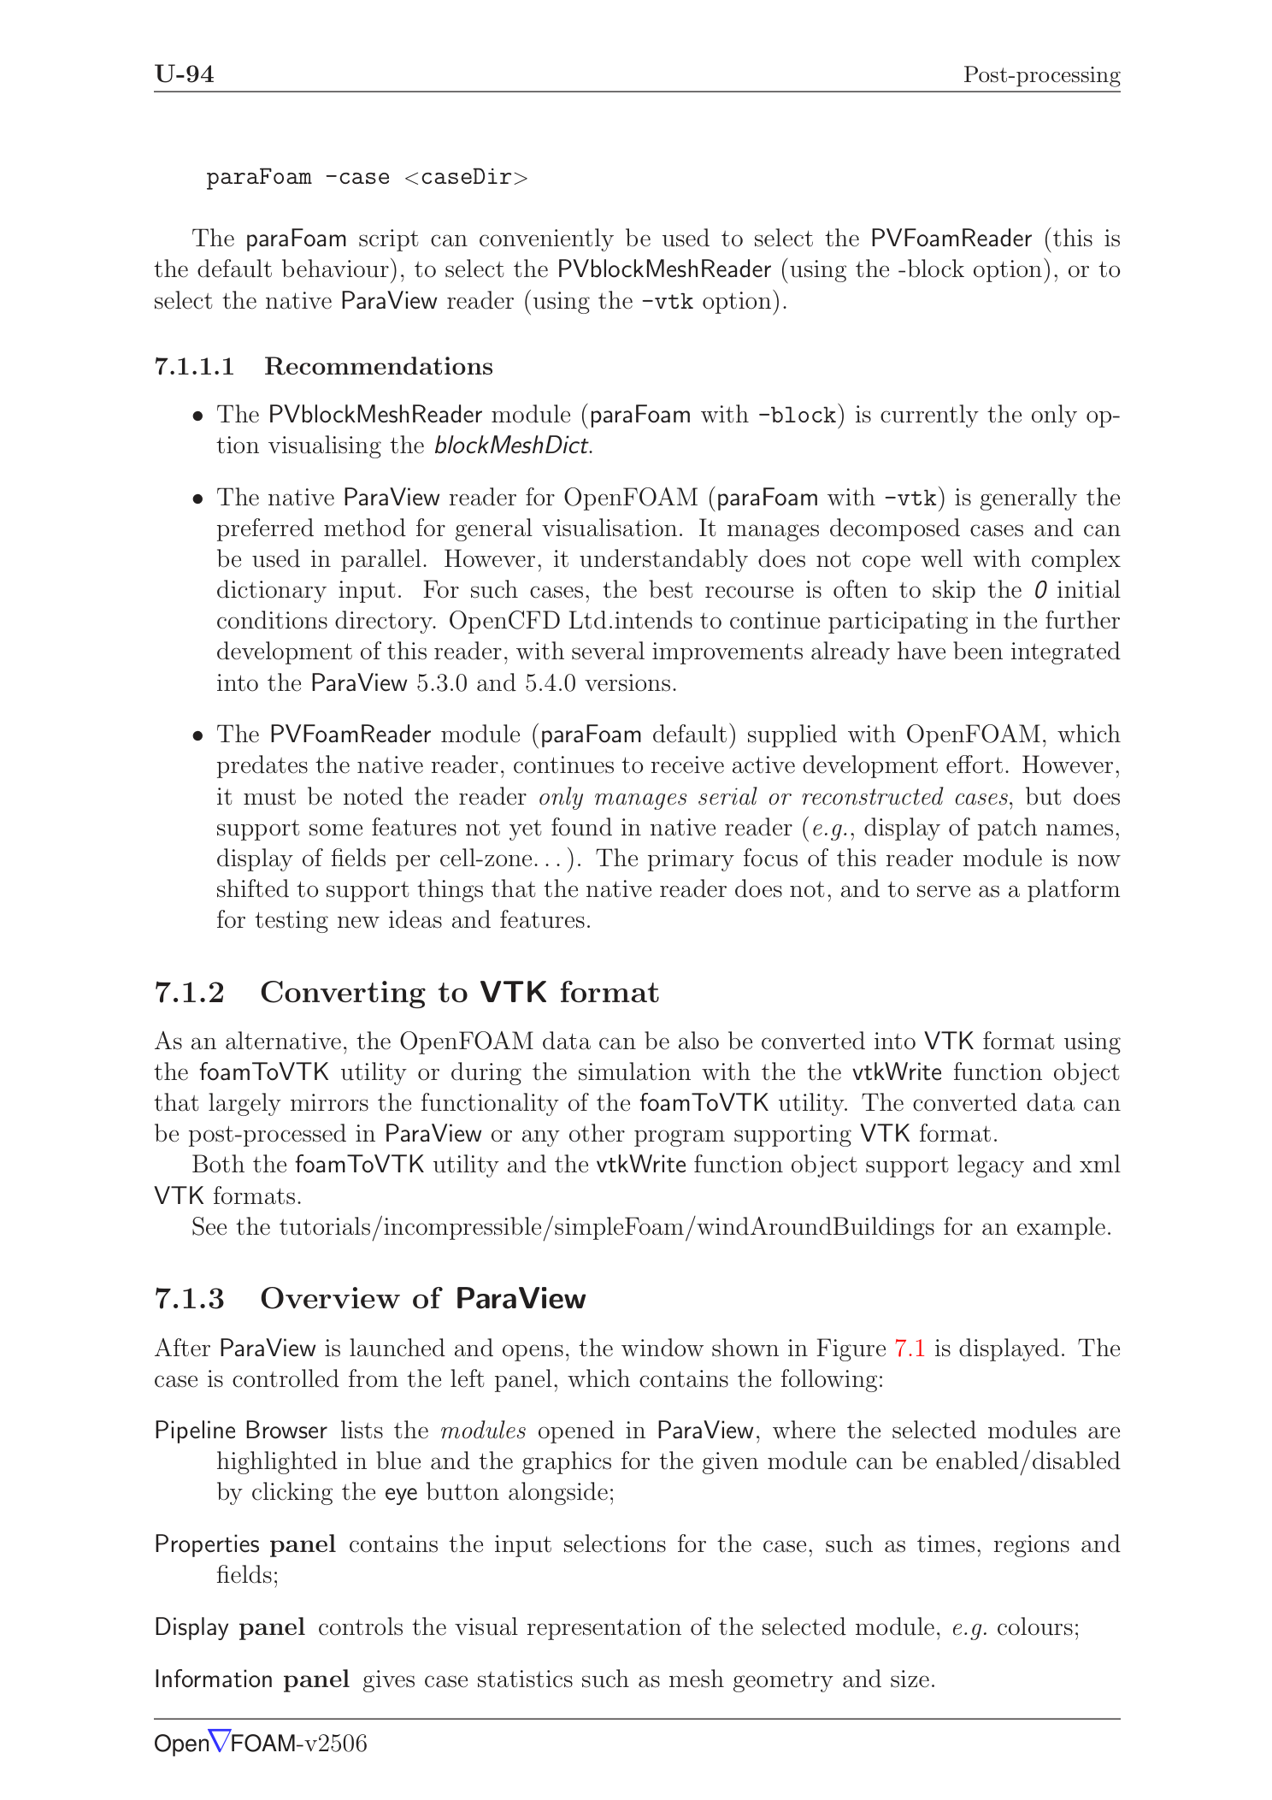 U-94 Post-processing
paraFoam -case <caseDir>
The paraFoam script can conveniently be used to select the PVFoamReader (this is
the default behaviour), to select the PVblockMeshReader (using the -block option), or to
select the native ParaView reader (using the -vtk option).
7.1.1.1 Recommendations
• The PVblockMeshReader module (paraFoam with -block) is currently the only op-
tion visualising the blockMeshDict.
• The native ParaView reader for OpenFOAM (paraFoam with -vtk) is generally the
preferred method for general visualisation. It manages decomposed cases and can
be used in parallel. However, it understandably does not cope well with complex
dictionary input. For such cases, the best recourse is often to skip the 0 initial
conditions directory. OpenCFD Ltd.intends to continue participating in the further
development of this reader, with several improvements already have been integrated
into the ParaView 5.3.0 and 5.4.0 versions.
• The PVFoamReader module (paraFoam default) supplied with OpenFOAM, which
predates the native reader, continues to receive active development effort. However,
it must be noted the reader only manages serial or reconstructed cases, but does
support some features not yet found in native reader (e.g., display of patch names,
display of fields per cell-zone...). The primary focus of this reader module is now
shifted to support things that the native reader does not, and to serve as a platform
for testing new ideas and features.
7.1.2 Converting to VTK format
As an alternative, the OpenFOAM data can be also be converted into VTK format using
the foamToVTK utility or during the simulation with the the vtkWrite function object
that largely mirrors the functionality of the foamToVTK utility. The converted data can
be post-processed in ParaView or any other program supporting VTK format.
Both the foamToVTK utility and the vtkWrite function object support legacy and xml
VTK formats.
See the tutorials/incompressible/simpleFoam/windAroundBuildings for an example.
7.1.3 Overview of ParaView
After ParaView is launched and opens, the window shown in Figure 7.1 is displayed. The
case is controlled from the left panel, which contains the following:
Pipeline Browser lists the modules opened in ParaView, where the selected modules are
highlighted in blue and the graphics for the given module can be enabled/disabled
by clicking the eye button alongside;
Properties panel contains the input selections for the case, such as times, regions and
fields;
Display panel controls the visual representation of the selected module, e.g. colours;
Information panel gives case statistics such as mesh geometry and size.
Open▽FOAM-v2506